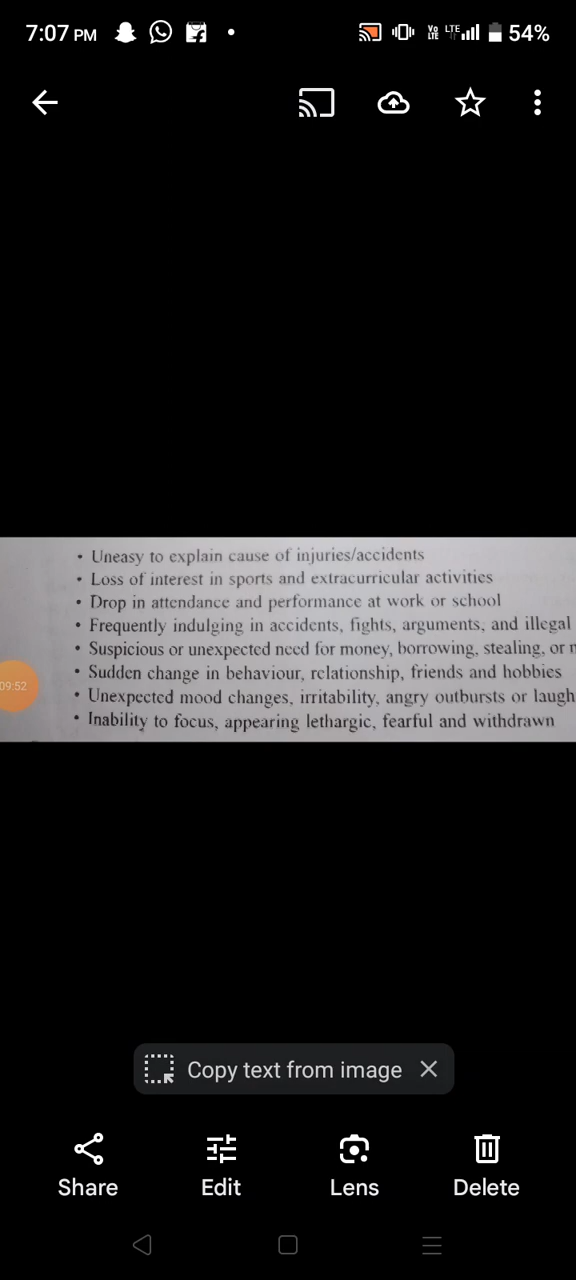 7:07 PM
Vo LTE LTE 54%
• Uneasy to explain cause of injuries/accidents
• Loss of interest in sports and extracurricular activities
• Drop in attendance and performance at work or school
• Frequently indulging in accidents, fights, arguments, and illegal
• Suspicious or unexpected need for money, borrowing, stealing, or
• Sudden change in behaviour, relationship, friends and hobbies
09:52
• Unexpected mood changes, irritability, angry outbursts or laugh
• Inability to focus, appearing lethargic, fearful and withdrawn
Copy text from image
Share Edit Lens Delete